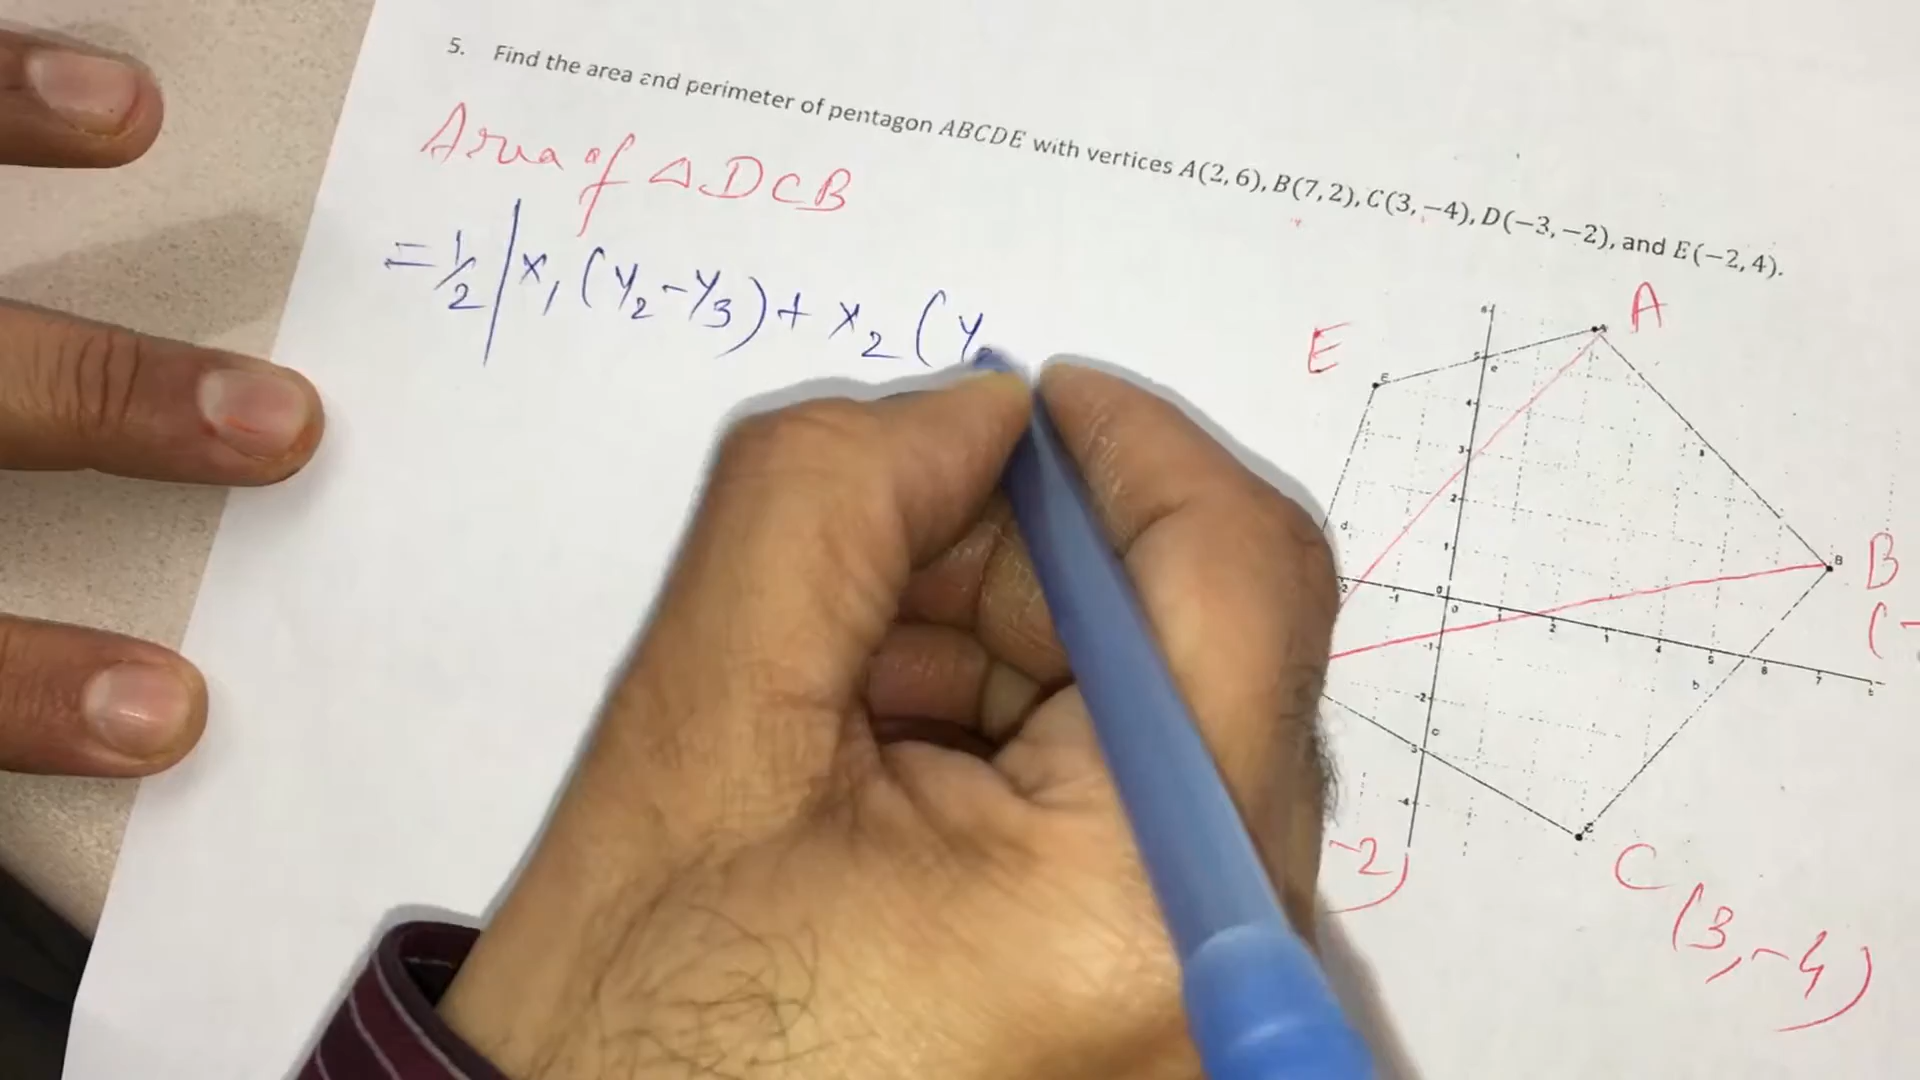 5. Find the area and perimeter of pentagon ABCDE with vertices A(2, 6), B(7, 2), C(3, −4), D(−3, −2), and E(−2, 4).
Area of △ DCB
= 1/2 | x₁ (y₂ - y₃) + x₂ (y
E
A
B
(-
-2)
C
(3, -4)